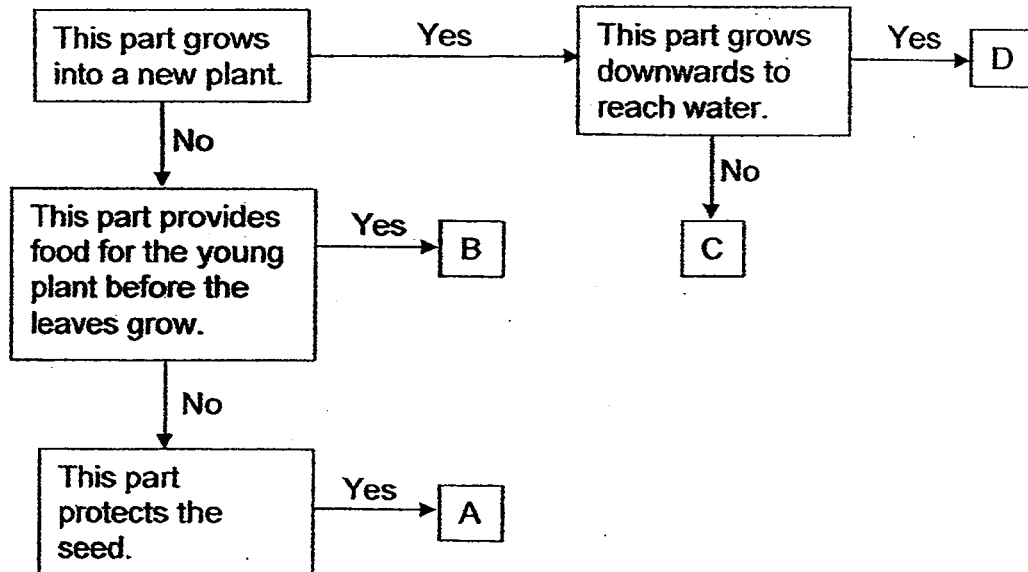 This part grows
into a new plant.
Yes
This part grows
downwards to
reach water.
Yes
D
No
No
This part provides
food for the young
plant before the
leaves grow.
Yes
B
C
No
This part
protects the
seed.
Yes
A